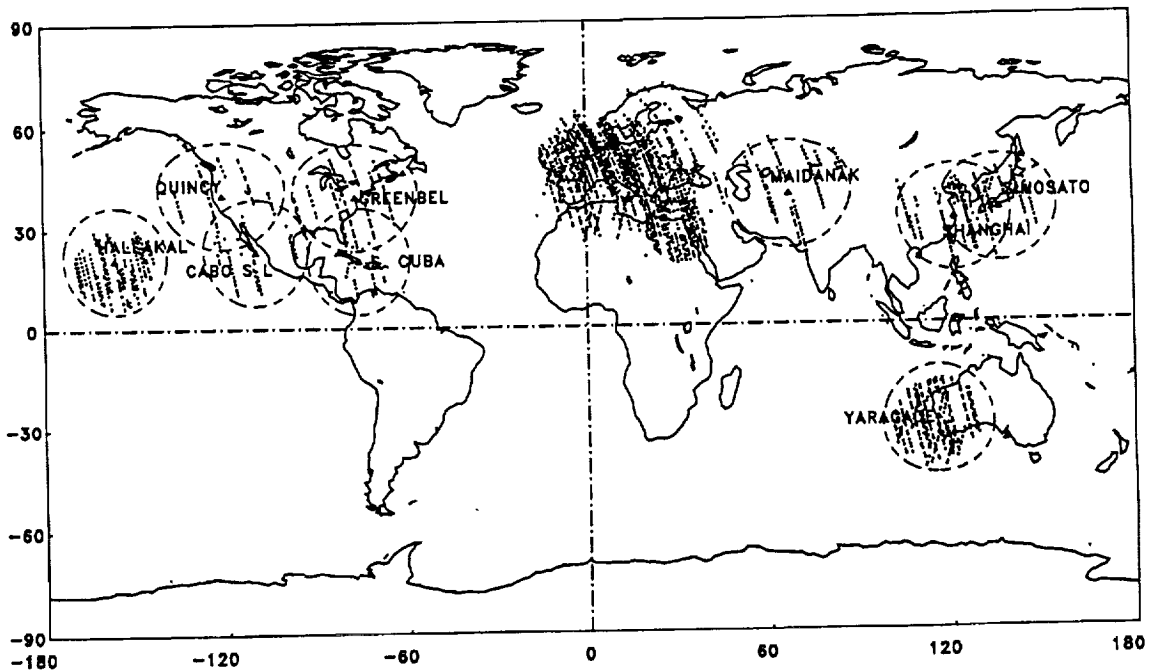 90
60
30
0
-30
-60
-90
QUINCY
GREENBEL
MAIDANAK
SIMOSATO
SHANGHAI
HALEAKAL
CABO S L
CUBA
YARAGADE
-180
-120
-60
0
60
120
180